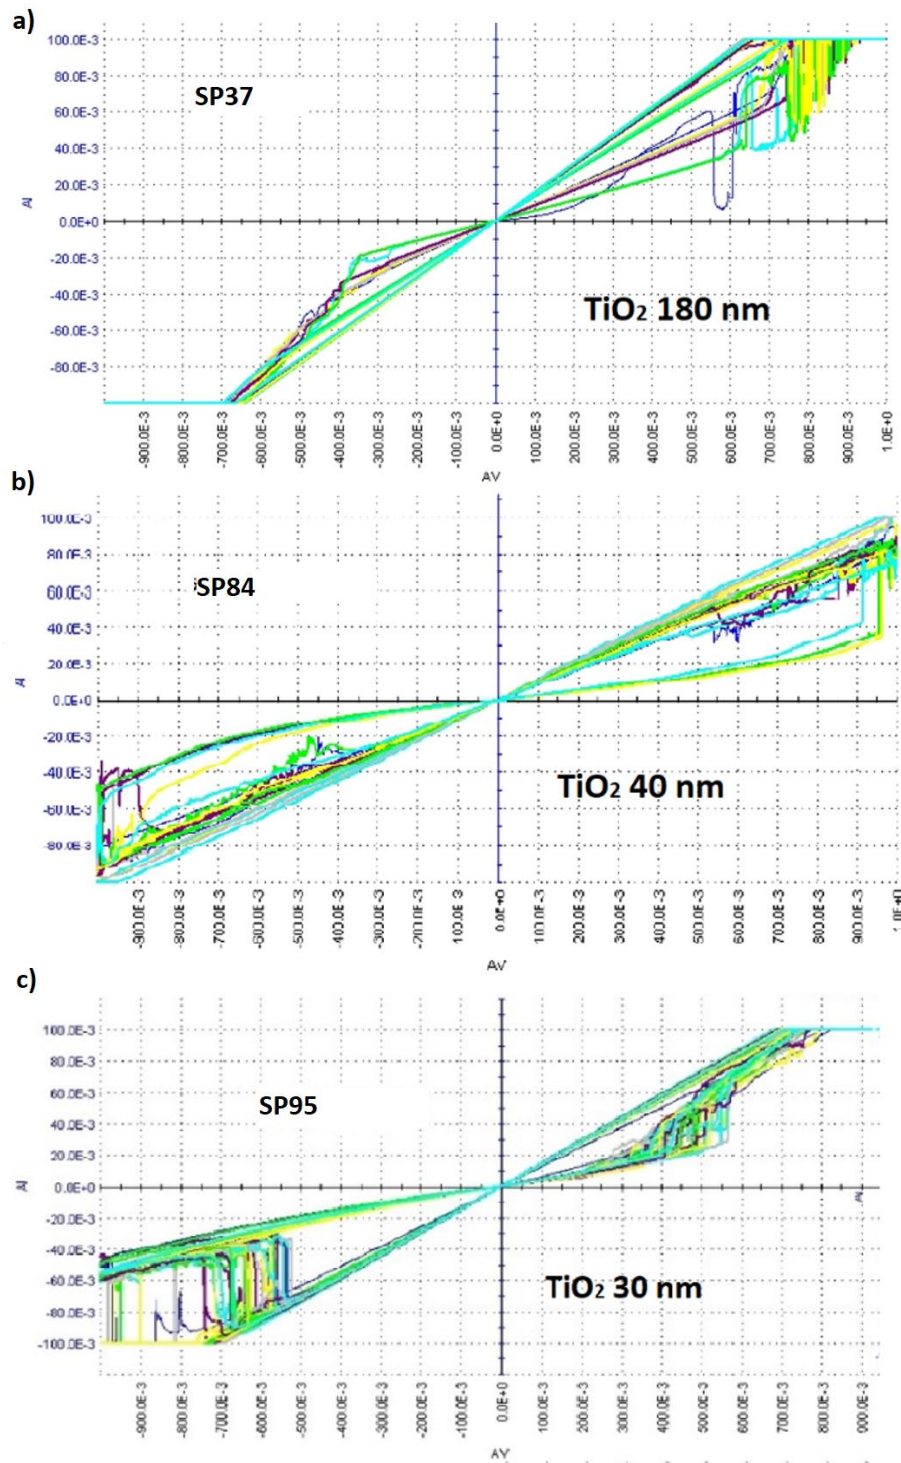 a)
100.0E-3
80.0E-3
SP37
60.0E-3
40.0E-3
20.0E-3
AI
0.0E+0
-20.0E-3
-40.0E-3
TiO2 180 nm
-60.0E-3
-80.0E-3
-900.0E-3
-800.0E-3
-700.0E-3
-600.0E-3
-500.0E-3
-400.0E-3
-300.0E-3
-200.0E-3
-100.0E-3
0.0E+0
100.0E-3
200.0E-3
300.0E-3
400.0E-3
500.0E-3
600.0E-3
700.0E-3
800.0E-3
900.0E-3
1.0E+0
AV
b)
100.0E-3
80.0E-3
SP84
60.0E-3
40.0E-3
20.0E-3
AI
0.0E+0
-20.0E-3
-40.0E-3
TiO2 40 nm
-60.0E-3
-80.0E-3
-900.0E-3
-800.0E-3
-700.0E-3
-600.0E-3
-500.0E-3
-400.0E-3
-300.0E-3
-200.0E-3
-100.0E-3
0.0E+0
100.0E-3
200.0E-3
300.0E-3
400.0E-3
500.0E-3
600.0E-3
700.0E-3
800.0E-3
900.0E-3
1.0E+0
AV
c)
100.0E-3
80.0E-3
SP95
60.0E-3
40.0E-3
20.0E-3
AI
0.0E+0
-20.0E-3
-40.0E-3
-60.0E-3
TiO2 30 nm
-80.0E-3
-100.0E-3
-900.0E-3
-800.0E-3
-700.0E-3
-600.0E-3
-500.0E-3
-400.0E-3
-300.0E-3
-200.0E-3
-100.0E-3
0.0E+0
100.0E-3
200.0E-3
300.0E-3
400.0E-3
500.0E-3
600.0E-3
700.0E-3
800.0E-3
900.0E-3
AV